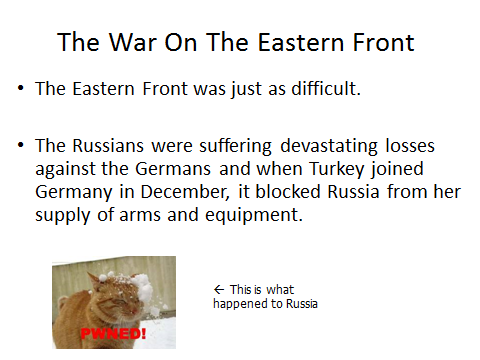 The War On The Eastern Front
• The Eastern Front was just as difficult.
• The Russians were suffering devastating losses
against the Germans and when Turkey joined
Germany in December, it blocked Russia from her
supply of arms and equipment.
← This is what
happened to Russia
PWNED!